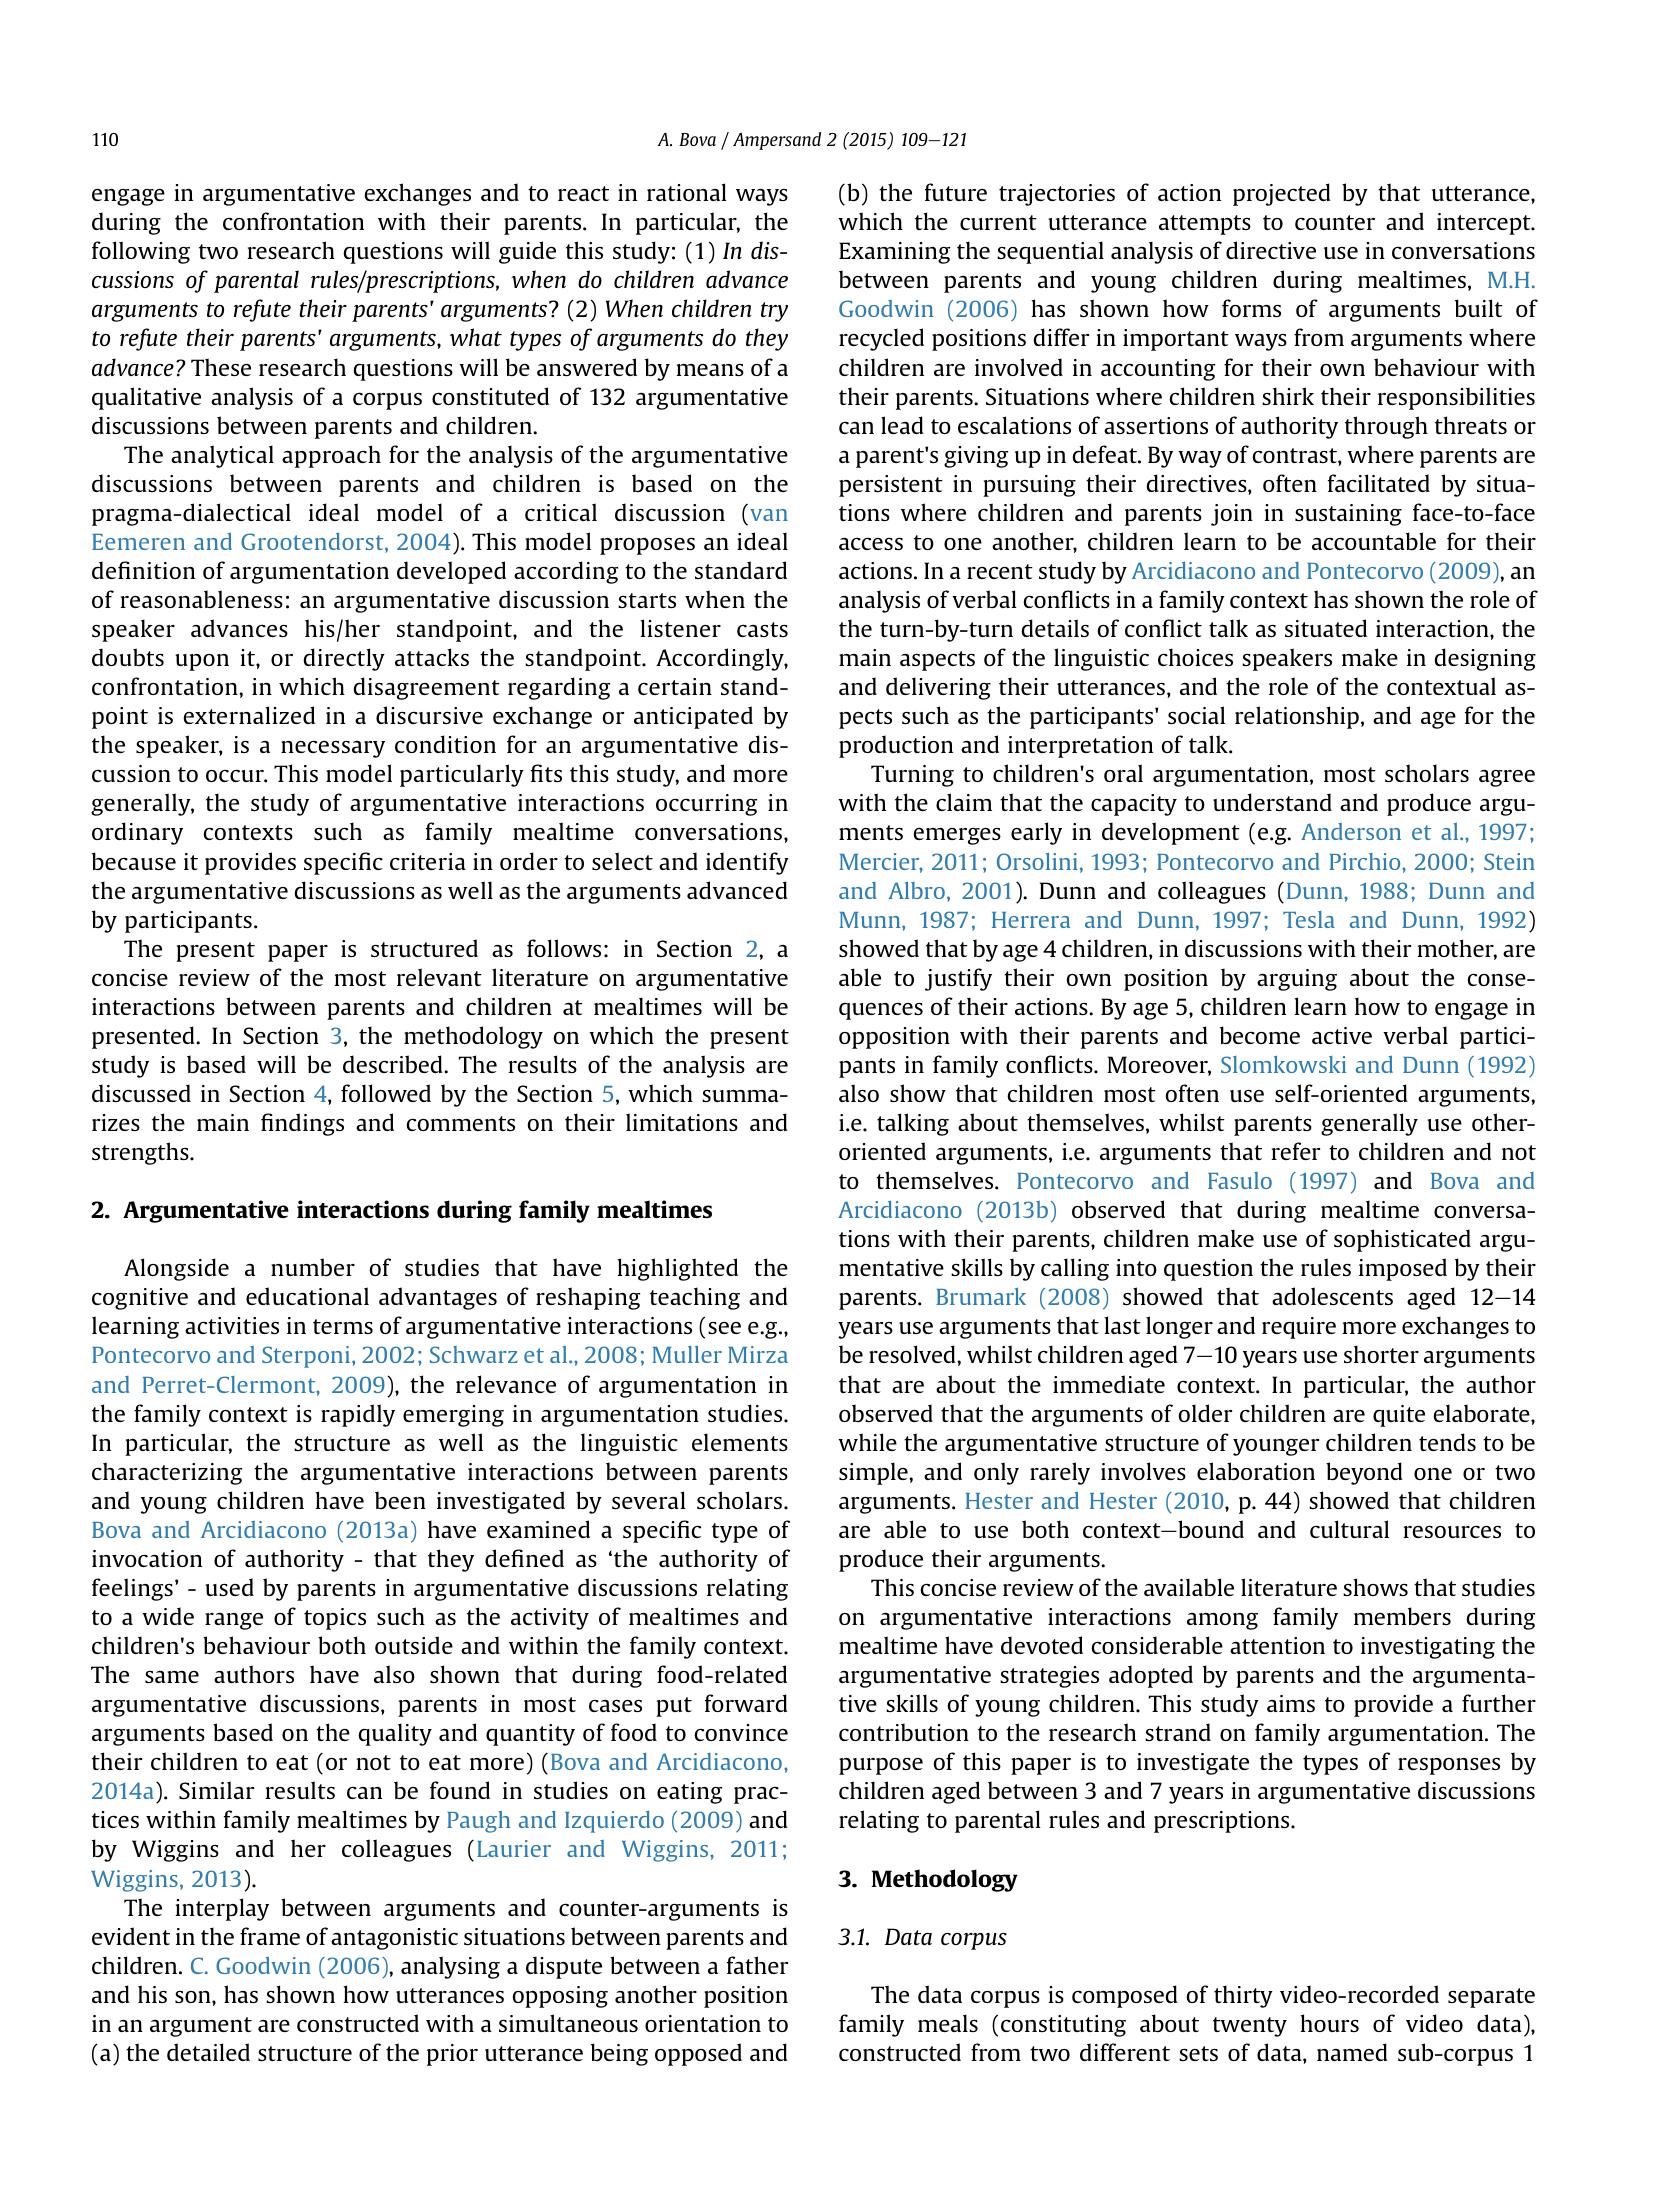 110
A. Bova / Ampersand 2 (2015) 109–121
engage in argumentative exchanges and to react in rational ways
during the confrontation with their parents. In particular, the
following two research questions will guide this study: (1) In dis-
cussions of parental rules/prescriptions, when do children advance
arguments to refute their parents' arguments? (2) When children try
to refute their parents' arguments, what types of arguments do they
advance? These research questions will be answered by means of a
qualitative analysis of a corpus constituted of 132 argumentative
discussions between parents and children.
The analytical approach for the analysis of the argumentative
discussions between parents and children is based on the
pragma-dialectical ideal model of a critical discussion (van
Eemeren and Grootendorst, 2004). This model proposes an ideal
definition of argumentation developed according to the standard
of reasonableness: an argumentative discussion starts when the
speaker advances his/her standpoint, and the listener casts
doubts upon it, or directly attacks the standpoint. Accordingly,
confrontation, in which disagreement regarding a certain stand-
point is externalized in a discursive exchange or anticipated by
the speaker, is a necessary condition for an argumentative dis-
cussion to occur. This model particularly fits this study, and more
generally, the study of argumentative interactions occurring in
ordinary contexts such as family mealtime conversations,
because it provides specific criteria in order to select and identify
the argumentative discussions as well as the arguments advanced
by participants.
The present paper is structured as follows: in Section 2, a
concise review of the most relevant literature on argumentative
interactions between parents and children at mealtimes will be
presented. In Section 3, the methodology on which the present
study is based will be described. The results of the analysis are
discussed in Section 4, followed by the Section 5, which summa-
rizes the main findings and comments on their limitations and
strengths.
2. Argumentative interactions during family mealtimes
Alongside a number of studies that have highlighted the
cognitive and educational advantages of reshaping teaching and
learning activities in terms of argumentative interactions (see e.g.,
Pontecorvo and Sterponi, 2002; Schwarz et al., 2008; Muller Mirza
and Perret-Clermont, 2009), the relevance of argumentation in
the family context is rapidly emerging in argumentation studies.
In particular, the structure as well as the linguistic elements
characterizing the argumentative interactions between parents
and young children have been investigated by several scholars.
Bova and Arcidiacono (2013a) have examined a specific type of
invocation of authority - that they defined as ‘the authority of
feelings’ - used by parents in argumentative discussions relating
to a wide range of topics such as the activity of mealtimes and
children's behaviour both outside and within the family context.
The same authors have also shown that during food-related
argumentative discussions, parents in most cases put forward
arguments based on the quality and quantity of food to convince
their children to eat (or not to eat more) (Bova and Arcidiacono,
2014a). Similar results can be found in studies on eating prac-
tices within family mealtimes by Paugh and Izquierdo (2009) and
by Wiggins and her colleagues (Laurier and Wiggins, 2011;
Wiggins, 2013).
The interplay between arguments and counter-arguments is
evident in the frame of antagonistic situations between parents and
children. C. Goodwin (2006), analysing a dispute between a father
and his son, has shown how utterances opposing another position
in an argument are constructed with a simultaneous orientation to
(a) the detailed structure of the prior utterance being opposed and
(b) the future trajectories of action projected by that utterance,
which the current utterance attempts to counter and intercept.
Examining the sequential analysis of directive use in conversations
between parents and young children during mealtimes, M.H.
Goodwin (2006) has shown how forms of arguments built of
recycled positions differ in important ways from arguments where
children are involved in accounting for their own behaviour with
their parents. Situations where children shirk their responsibilities
can lead to escalations of assertions of authority through threats or
a parent's giving up in defeat. By way of contrast, where parents are
persistent in pursuing their directives, often facilitated by situa-
tions where children and parents join in sustaining face-to-face
access to one another, children learn to be accountable for their
actions. In a recent study by Arcidiacono and Pontecorvo (2009), an
analysis of verbal conflicts in a family context has shown the role of
the turn-by-turn details of conflict talk as situated interaction, the
main aspects of the linguistic choices speakers make in designing
and delivering their utterances, and the role of the contextual as-
pects such as the participants' social relationship, and age for the
production and interpretation of talk.
Turning to children's oral argumentation, most scholars agree
with the claim that the capacity to understand and produce argu-
ments emerges early in development (e.g. Anderson et al., 1997;
Mercier, 2011; Orsolini, 1993; Pontecorvo and Pirchio, 2000; Stein
and Albro, 2001). Dunn and colleagues (Dunn, 1988; Dunn and
Munn, 1987; Herrera and Dunn, 1997; Tesla and Dunn, 1992)
showed that by age 4 children, in discussions with their mother, are
able to justify their own position by arguing about the conse-
quences of their actions. By age 5, children learn how to engage in
opposition with their parents and become active verbal partici-
pants in family conflicts. Moreover, Slomkowski and Dunn (1992)
also show that children most often use self-oriented arguments,
i.e. talking about themselves, whilst parents generally use other-
oriented arguments, i.e. arguments that refer to children and not
to themselves. Pontecorvo and Fasulo (1997) and Bova and
Arcidiacono (2013b) observed that during mealtime conversa-
tions with their parents, children make use of sophisticated argu-
mentative skills by calling into question the rules imposed by their
parents. Brumark (2008) showed that adolescents aged 12–14
years use arguments that last longer and require more exchanges to
be resolved, whilst children aged 7–10 years use shorter arguments
that are about the immediate context. In particular, the author
observed that the arguments of older children are quite elaborate,
while the argumentative structure of younger children tends to be
simple, and only rarely involves elaboration beyond one or two
arguments. Hester and Hester (2010, p. 44) showed that children
are able to use both context–bound and cultural resources to
produce their arguments.
This concise review of the available literature shows that studies
on argumentative interactions among family members during
mealtime have devoted considerable attention to investigating the
argumentative strategies adopted by parents and the argumenta-
tive skills of young children. This study aims to provide a further
contribution to the research strand on family argumentation. The
purpose of this paper is to investigate the types of responses by
children aged between 3 and 7 years in argumentative discussions
relating to parental rules and prescriptions.
3. Methodology
3.1. Data corpus
The data corpus is composed of thirty video-recorded separate
family meals (constituting about twenty hours of video data),
constructed from two different sets of data, named sub-corpus 1